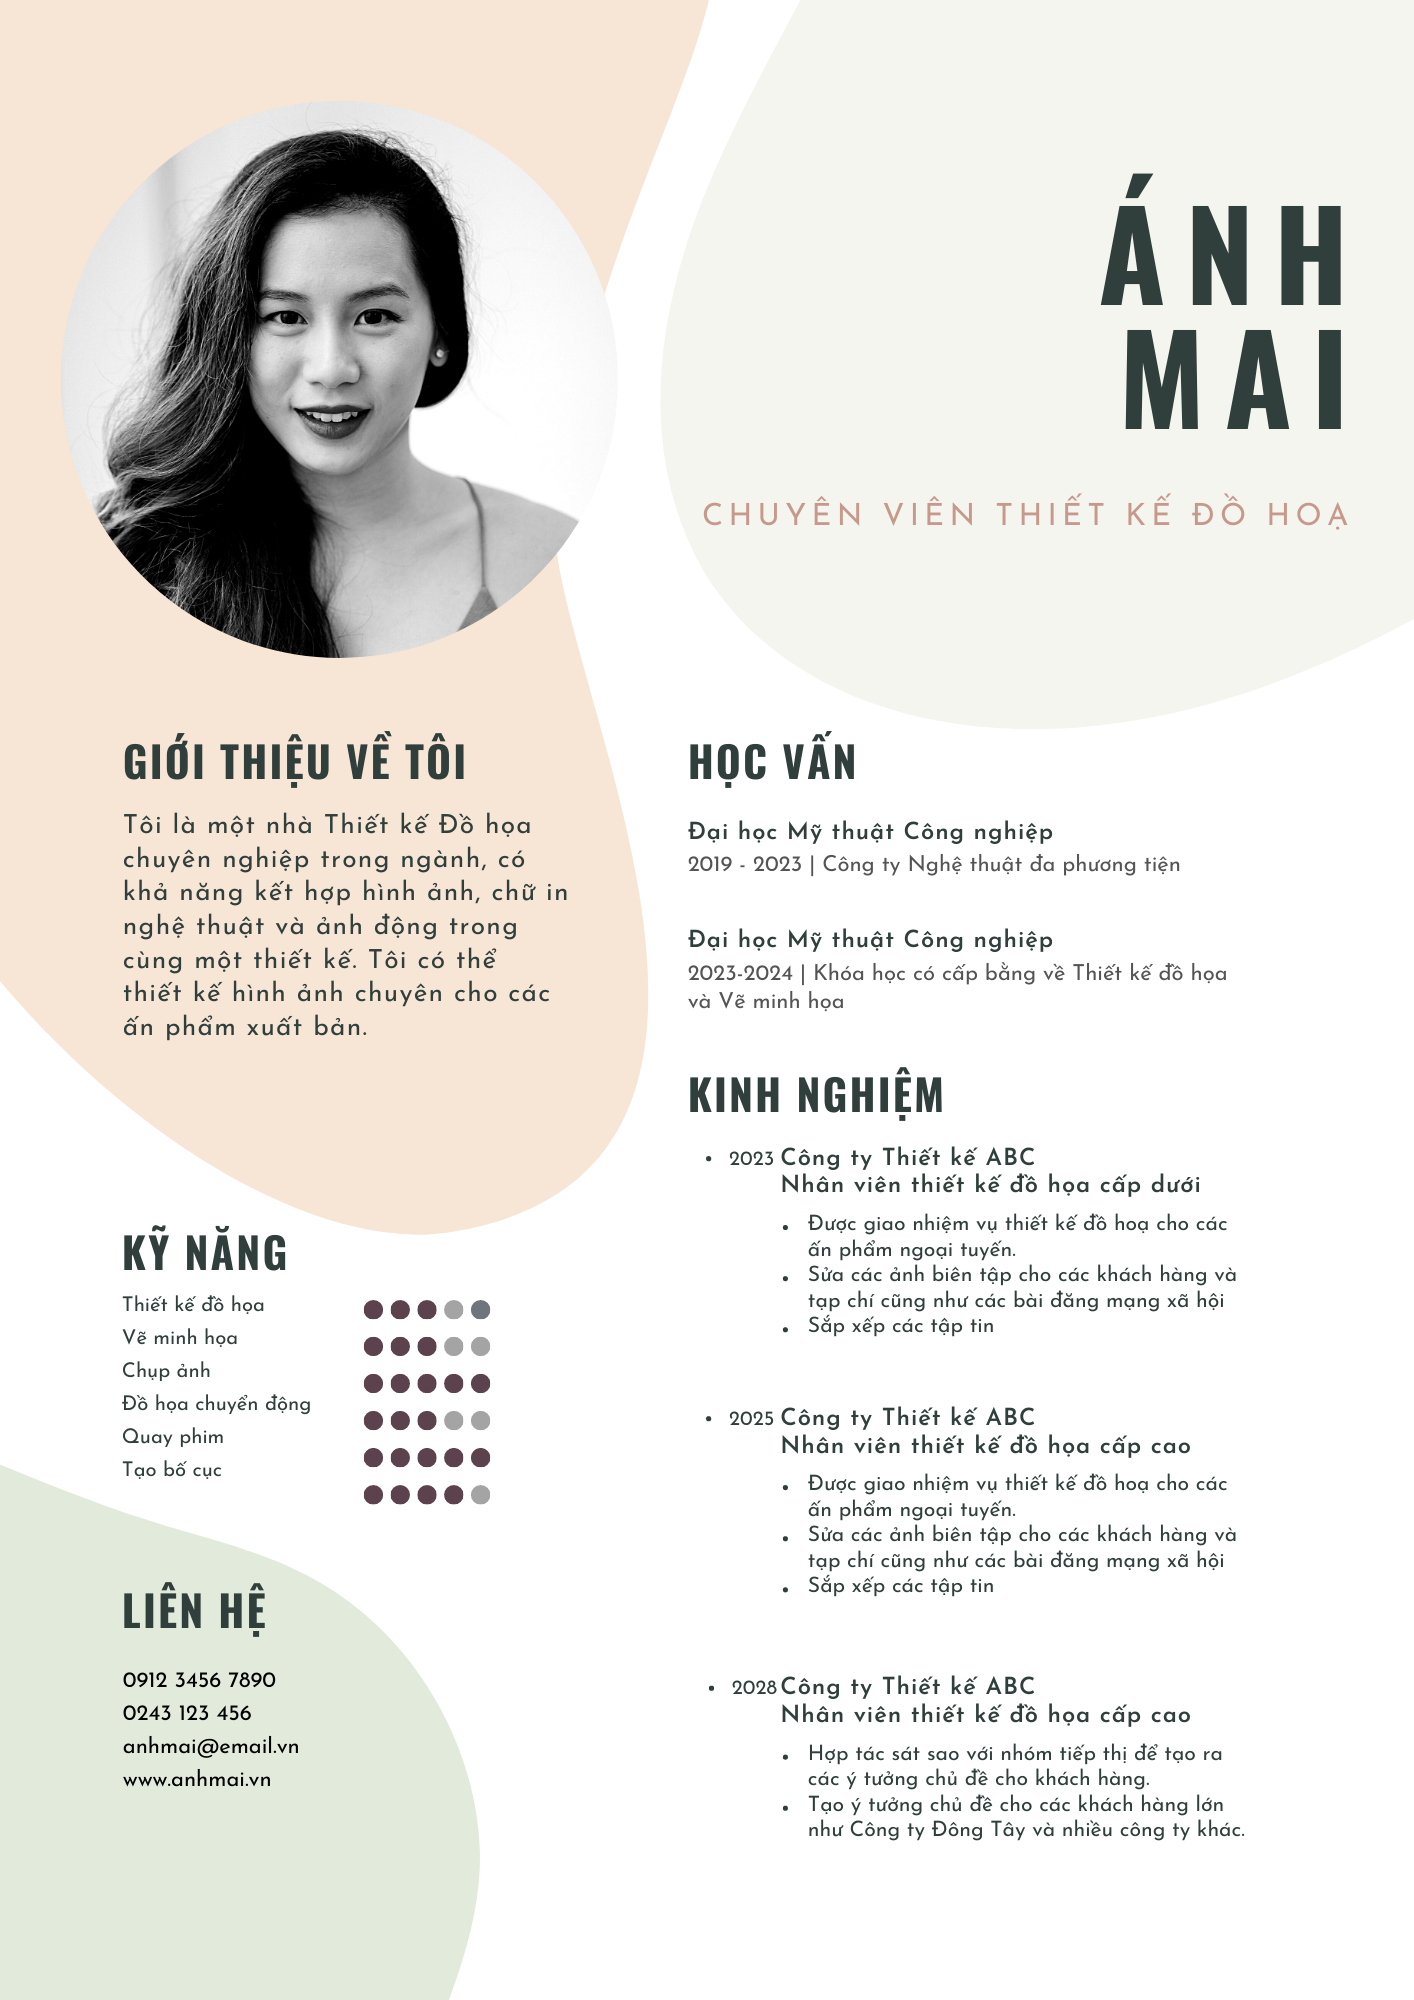 ÁNH
MAI
CHUYÊN VIÊN THIẾT KẾ ĐỒ HOẠ
GIỚI THIỆU VỀ TÔI
Tôi là một nhà Thiết kế Đồ họa
chuyên nghiệp trong ngành, có
khả năng kết hợp hình ảnh, chữ in
nghệ thuật và ảnh động trong
cùng một thiết kế. Tôi có thể
thiết kế hình ảnh chuyên cho các
ấn phẩm xuất bản.
KỸ NĂNG
Thiết kế đồ họa
Vẽ minh họa
Chụp ảnh
Đồ họa chuyển động
Quay phim
Tạo bố cục
LIÊN HỆ
0912 3456 7890
0243 123 456
anhmai@email.vn
www.anhmai.vn
HỌC VẤN
Đại học Mỹ thuật Công nghiệp
2019 - 2023 | Công ty Nghệ thuật đa phương tiện
Đại học Mỹ thuật Công nghiệp
2023-2024 | Khóa học có cấp bằng về Thiết kế đồ họa
và Vẽ minh họa
KINH NGHIỆM
• 2023 Công ty Thiết kế ABC
Nhân viên thiết kế đồ họa cấp dưới
• Được giao nhiệm vụ thiết kế đồ hoạ cho các
ấn phẩm ngoại tuyến.
• Sửa các ảnh biên tập cho các khách hàng và
tạp chí cũng như các bài đăng mạng xã hội
• Sắp xếp các tập tin
• 2025 Công ty Thiết kế ABC
Nhân viên thiết kế đồ họa cấp cao
• Được giao nhiệm vụ thiết kế đồ hoạ cho các
ấn phẩm ngoại tuyến.
• Sửa các ảnh biên tập cho các khách hàng và
tạp chí cũng như các bài đăng mạng xã hội
• Sắp xếp các tập tin
• 2028 Công ty Thiết kế ABC
Nhân viên thiết kế đồ họa cấp cao
• Hợp tác sát sao với nhóm tiếp thị để tạo ra
các ý tưởng chủ đề cho khách hàng.
• Tạo ý tưởng chủ đề cho các khách hàng lớn
như Công ty Đông Tây và nhiều công ty khác.